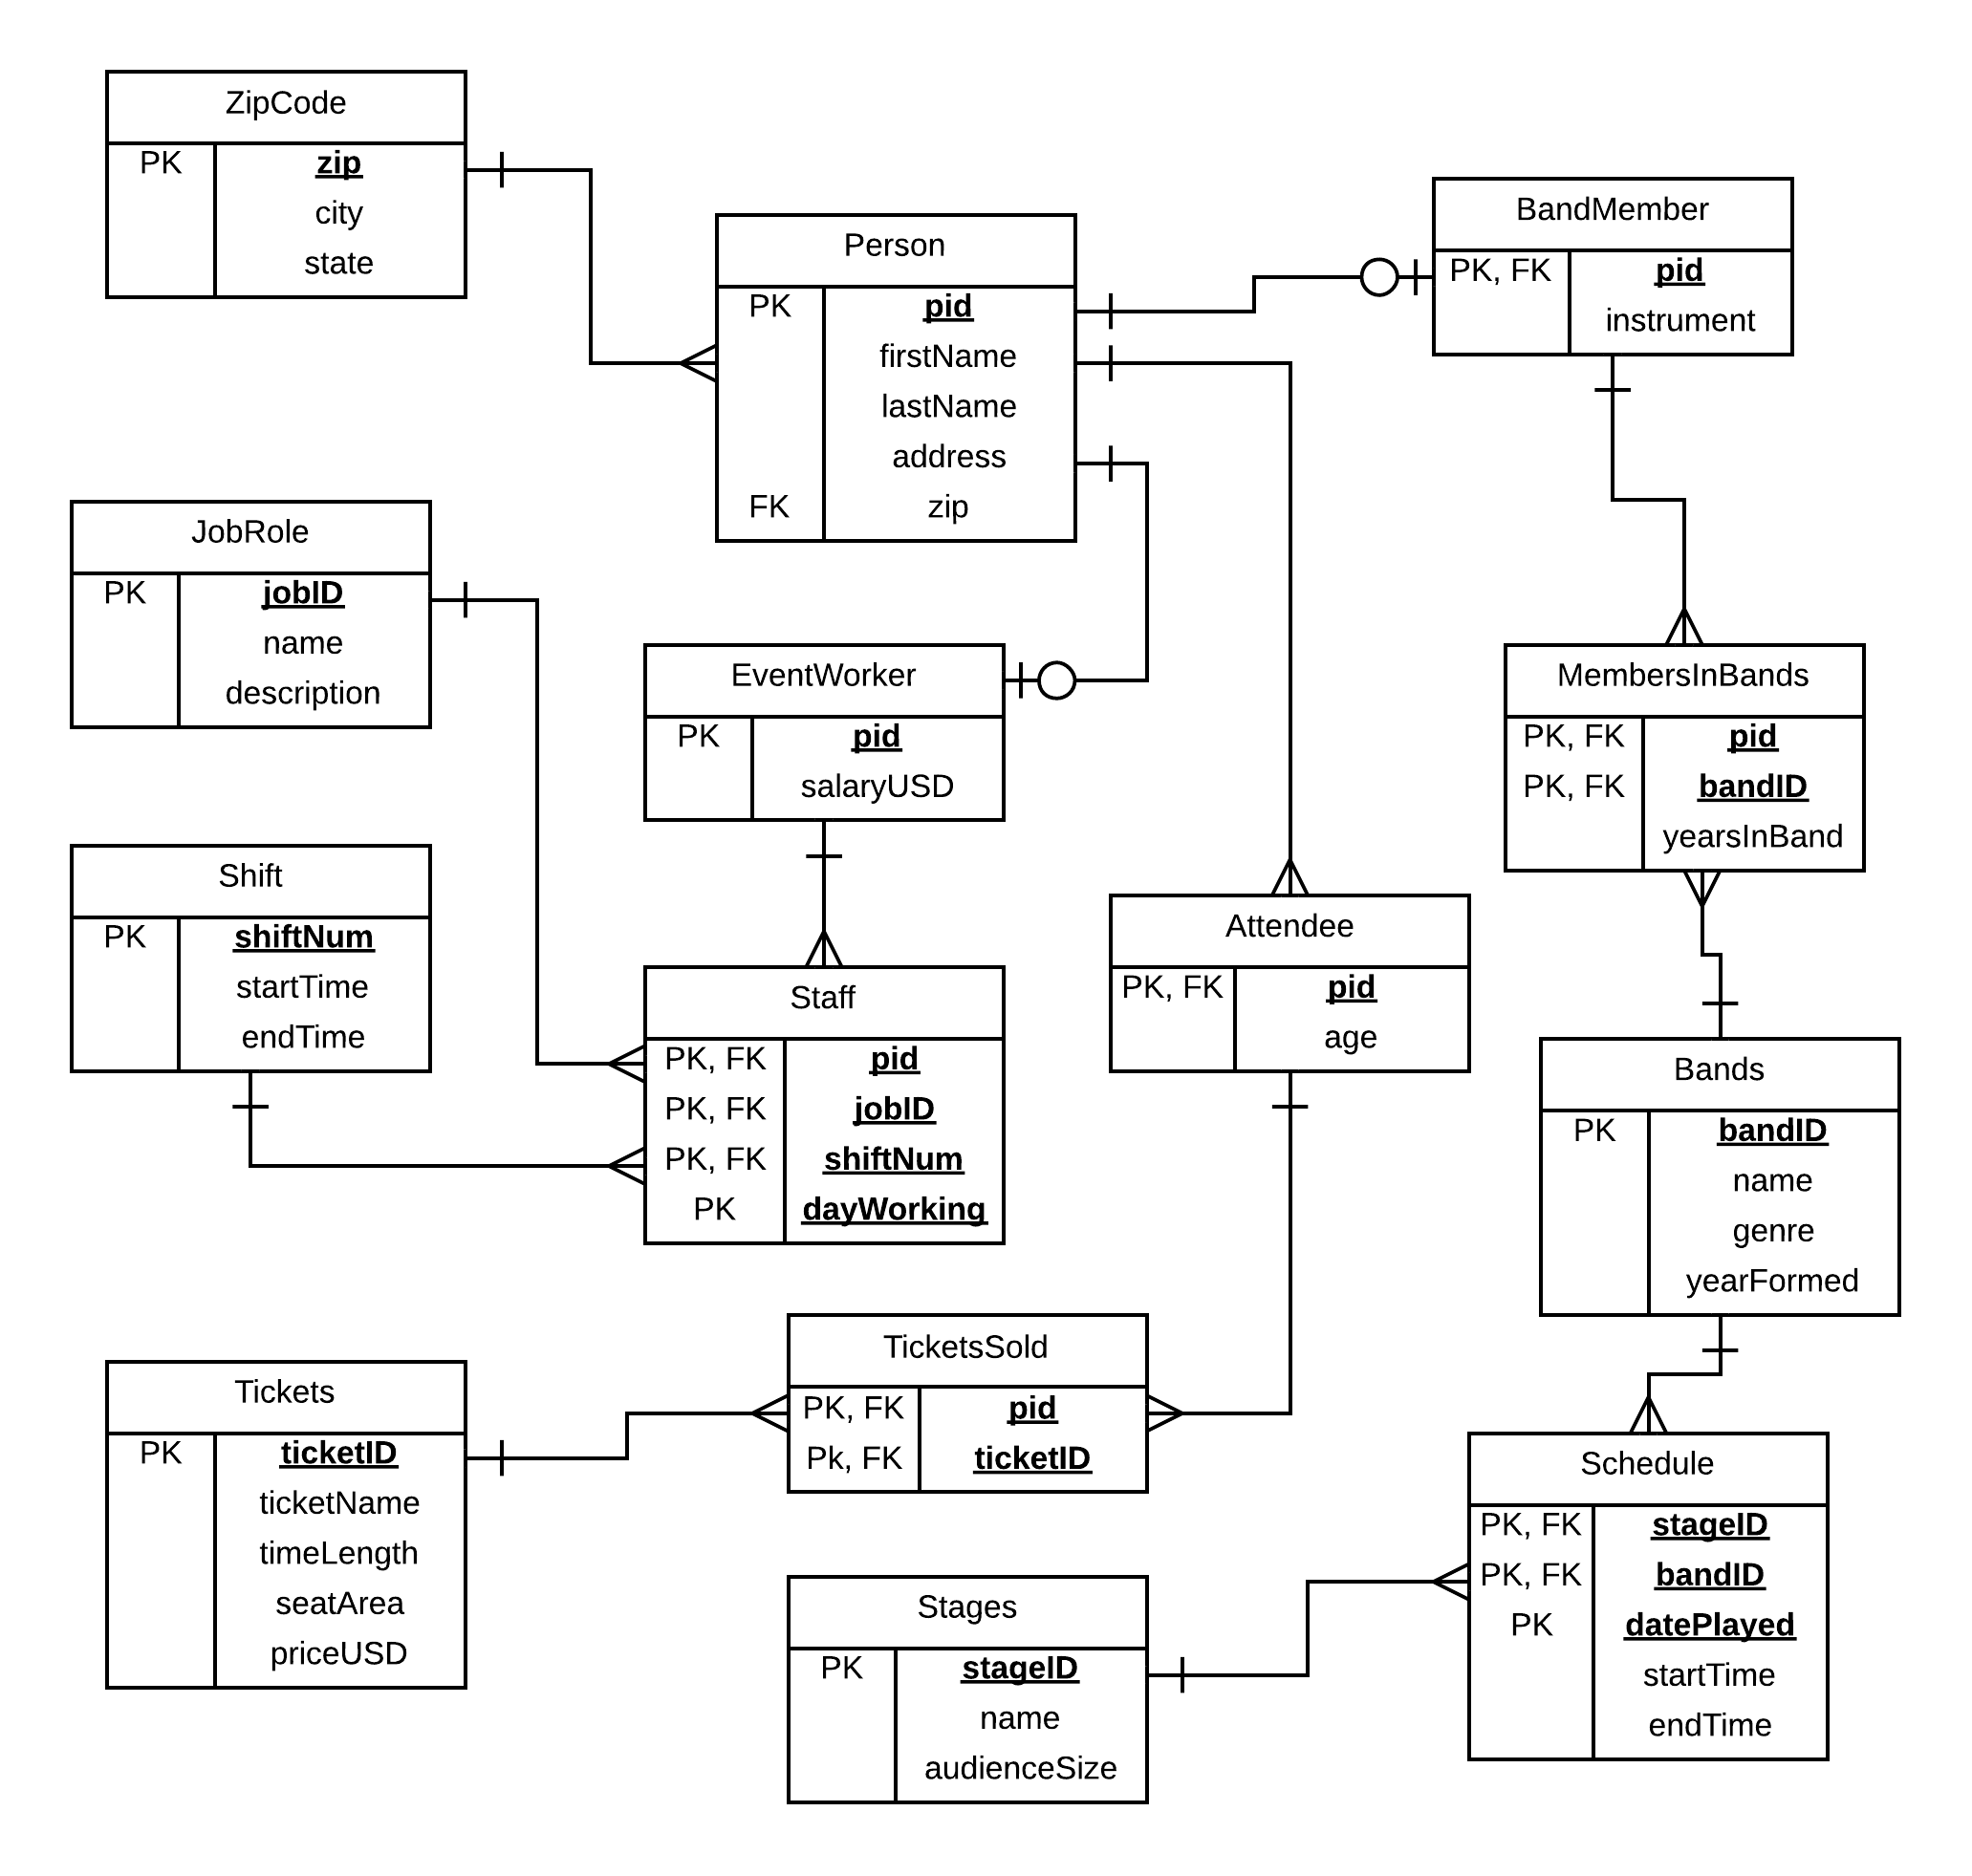 ZipCode
PK zip
city
state
Person
PK pid
firstName
lastName
address
FK zip
BandMember
PK, FK pid
instrument
JobRole
PK jobID
name
description
EventWorker
PK pid
salaryUSD
MembersInBands
PK, FK pid
PK, FK bandID
yearsInBand
Shift
PK shiftNum
startTime
endTime
Staff
PK, FK pid
PK, FK jobID
PK, FK shiftNum
PK dayWorking
Attendee
PK, FK pid
age
Bands
PK bandID
name
genre
yearFormed
Tickets
PK ticketID
ticketName
timeLength
seatArea
priceUSD
TicketsSold
PK, FK pid
Pk, FK ticketID
Stages
PK stageID
name
audienceSize
Schedule
PK, FK stageID
PK, FK bandID
PK datePlayed
startTime
endTime